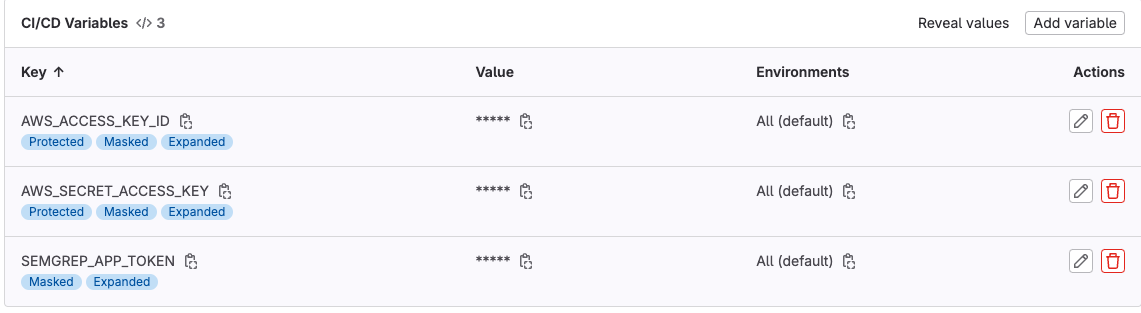 CI/CD Variables </> 3 Reveal values Add variable
Key ↑ Value Environments Actions
AWS_ACCESS_KEY_ID ***** All (default)
Protected Masked Expanded
AWS_SECRET_ACCESS_KEY ***** All (default)
Protected Masked Expanded
SEMGREP_APP_TOKEN ***** All (default)
Masked Expanded